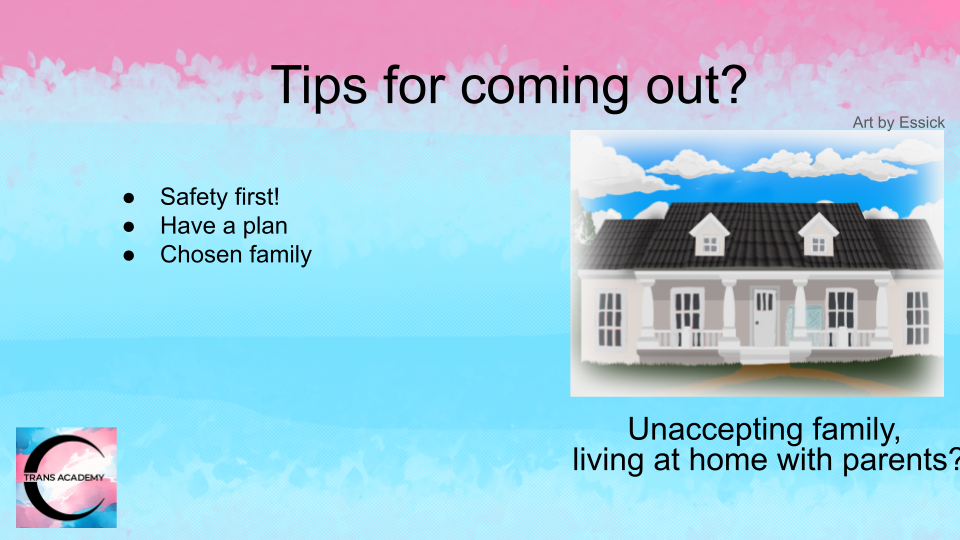 Tips for coming out?
Art by Essick
● Safety first!
● Have a plan
● Chosen family
Unaccepting family,
living at home with parents?
TRANS ACADEMY